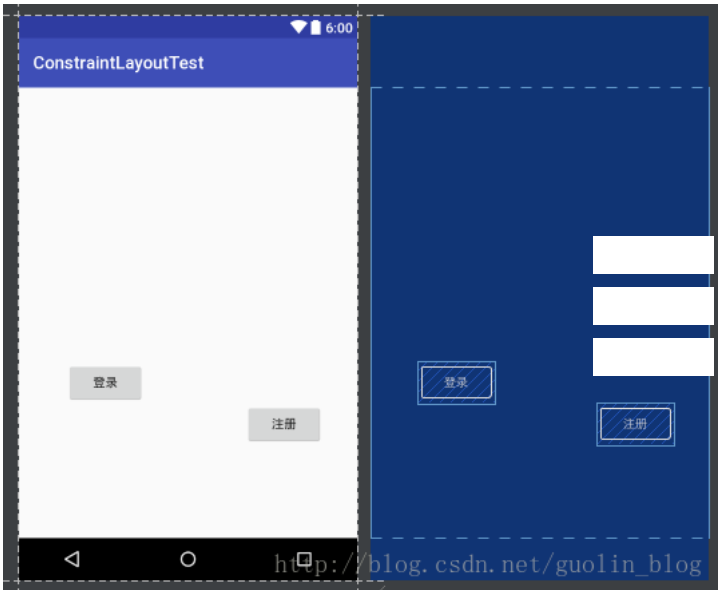 6:00
ConstraintLayoutTest
登录
注册
登录
注册
http://blog.csdn.net/guolin_blog